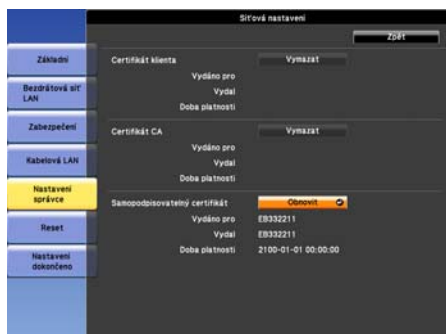 Síťová nastavení
Zpět
Základní
Bezdrátová síť
LAN
Zabezpečení
Kabelová LAN
Nastavení
správce
Reset
Nastavení
dokončeno
Certifikát klienta Vymazat
Vydáno pro
Vydal
Doba platnosti
Certifikát CA Vymazat
Vydáno pro
Vydal
Doba platnosti
Samopodpisovatelný certifikát Obnovit
Vydáno pro EB332211
Vydal EB332211
Doba platnosti 2100-01-01 00:00:00